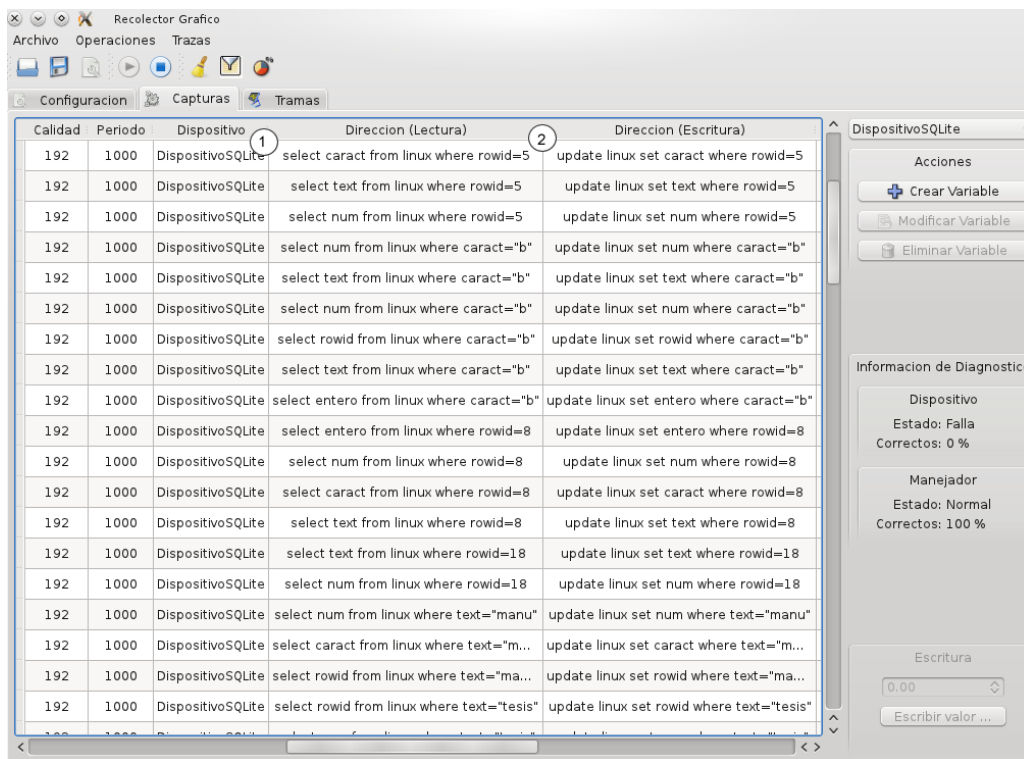 Recolector Grafico
Archivo Operaciones Trazas
Configuracion Capturas Tramas
Calidad Periodo Dispositivo 1 Direccion (Lectura) 2 Direccion (Escritura)
192 1000 DispositivoSQLite select caract from linux where rowid=5 update linux set caract where rowid=5
192 1000 DispositivoSQLite select text from linux where rowid=5 update linux set text where rowid=5
192 1000 DispositivoSQLite select num from linux where rowid=5 update linux set num where rowid=5
192 1000 DispositivoSQLite select num from linux where caract="b" update linux set num where caract="b"
192 1000 DispositivoSQLite select text from linux where caract="b" update linux set text where caract="b"
192 1000 DispositivoSQLite select num from linux where caract="b" update linux set num where caract="b"
192 1000 DispositivoSQLite select rowid from linux where caract="b" update linux set rowid where caract="b"
192 1000 DispositivoSQLite select text from linux where caract="b" update linux set text where caract="b"
192 1000 DispositivoSQLite select entero from linux where caract="b" update linux set entero where caract="b"
192 1000 DispositivoSQLite select entero from linux where rowid=8 update linux set entero where rowid=8
192 1000 DispositivoSQLite select num from linux where rowid=8 update linux set num where rowid=8
192 1000 DispositivoSQLite select caract from linux where rowid=8 update linux set caract where rowid=8
192 1000 DispositivoSQLite select text from linux where rowid=8 update linux set text where rowid=8
192 1000 DispositivoSQLite select text from linux where rowid=18 update linux set text where rowid=18
192 1000 DispositivoSQLite select num from linux where rowid=18 update linux set num where rowid=18
192 1000 DispositivoSQLite select num from linux where text="manu" update linux set num where text="manu"
192 1000 DispositivoSQLite select caract from linux where text="m... update linux set caract where text="m...
192 1000 DispositivoSQLite select rowid from linux where text="ma... update linux set rowid where text="ma...
192 1000 DispositivoSQLite select rowid from linux where text="tesis" update linux set rowid where text="tesis"
DispositivoSQLite
Acciones
Crear Variable
Modificar Variable
Eliminar Variable
Informacion de Diagnostico
Dispositivo
Estado: Falla
Correctos: 0 %
Manejador
Estado: Normal
Correctos: 100 %
Escritura
0.00
Escribir valor ...